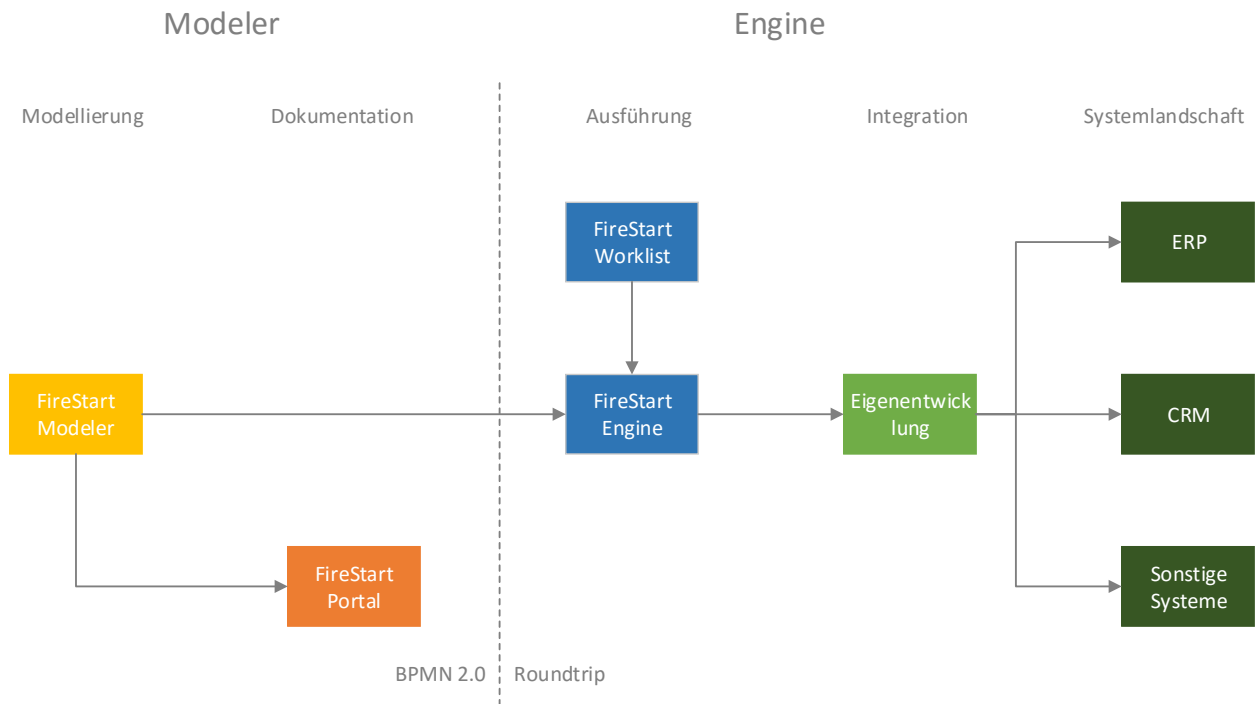 Modeler
Engine
Modellierung
Dokumentation
Ausführung
Integration
Systemlandschaft
FireStart
Worklist
ERP
FireStart
Modeler
FireStart
Engine
Eigenentwick
lung
CRM
FireStart
Portal
Sonstige
Systeme
BPMN 2.0
Roundtrip